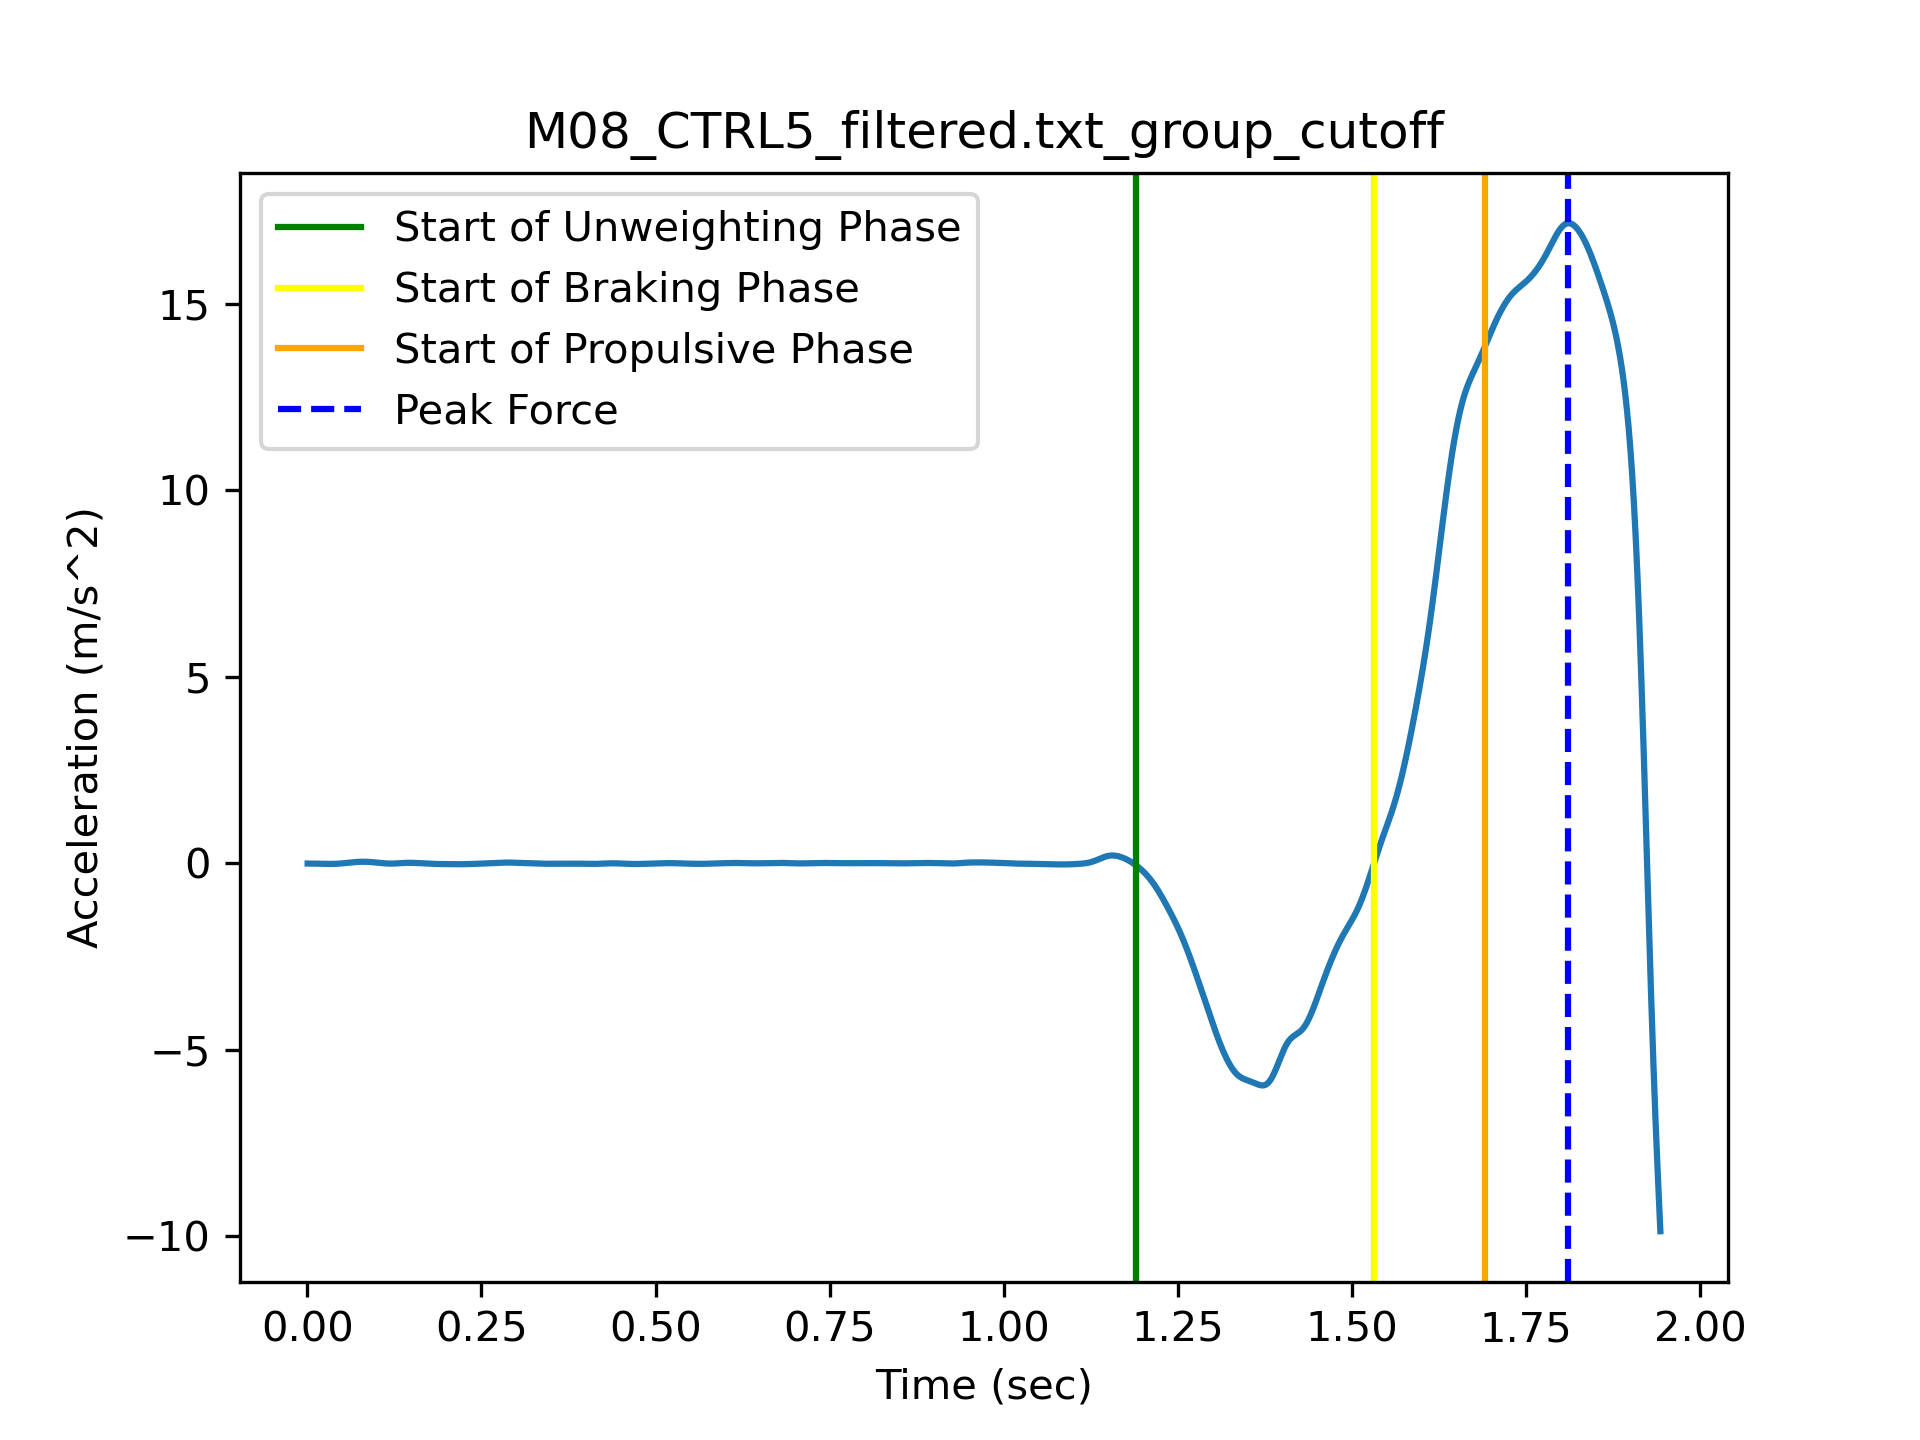 M08_CTRL5_filtered.txt_group_cutoff
Start of Unweighting Phase
Start of Braking Phase
Start of Propulsive Phase
Peak Force
15
10
5
0
−5
−10
Acceleration (m/s^2)
0.00 0.25 0.50 0.75 1.00 1.25 1.50 1.75 2.00
Time (sec)